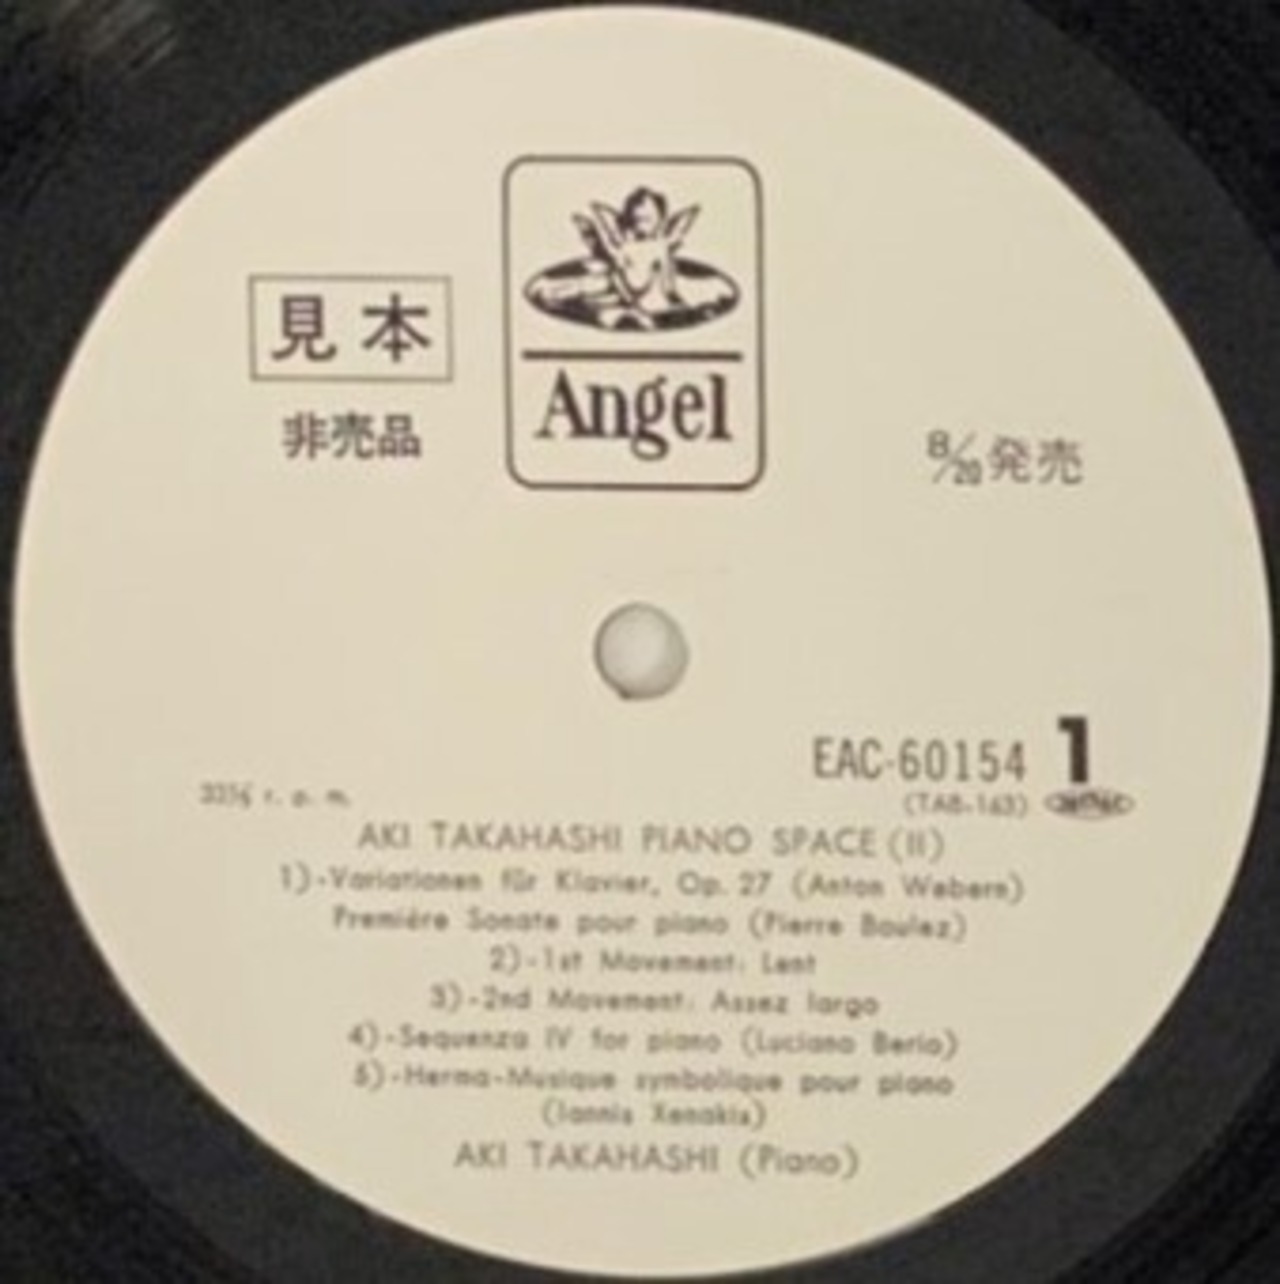 見本
非売品
Angel
8/20発売
EAC-60154 1
33⅓ r. p. m.
(TAB-163)
AKI TAKAHASHI PIANO SPACE (II)
1)-Variationen für Klavier, Op. 27 (Anton Webern)
Première Sonate pour piano (Pierre Boulez)
2)-1st Movement: Lent
3)-2nd Movement: Assez largo
4)-Sequenza IV for piano (Luciano Berio)
5)-Herma-Musique symbolique pour piano
(Iannis Xenakis)
AKI TAKAHASHI (Piano)